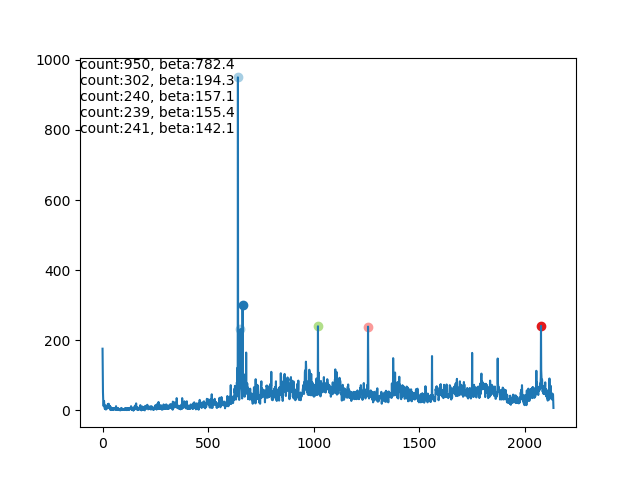 count:950, beta:782.4
count:302, beta:194.3
count:240, beta:157.1
count:239, beta:155.4
count:241, beta:142.1
1000
800
600
400
200
0
0 500 1000 1500 2000